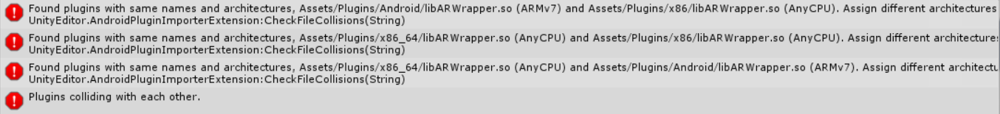 Found plugins with same names and architectures, Assets/Plugins/Android/libARWrapper.so (ARMv7) and Assets/Plugins/x86/libARWrapper.so (AnyCPU). Assign different architectures
UnityEditor.AndroidPluginImporterExtension:CheckFileCollisions(String)
Found plugins with same names and architectures, Assets/Plugins/x86_64/libARWrapper.so (AnyCPU) and Assets/Plugins/x86/libARWrapper.so (AnyCPU). Assign different architectures
UnityEditor.AndroidPluginImporterExtension:CheckFileCollisions(String)
Found plugins with same names and architectures, Assets/Plugins/x86_64/libARWrapper.so (AnyCPU) and Assets/Plugins/Android/libARWrapper.so (ARMv7). Assign different architectu
UnityEditor.AndroidPluginImporterExtension:CheckFileCollisions(String)
Plugins colliding with each other.